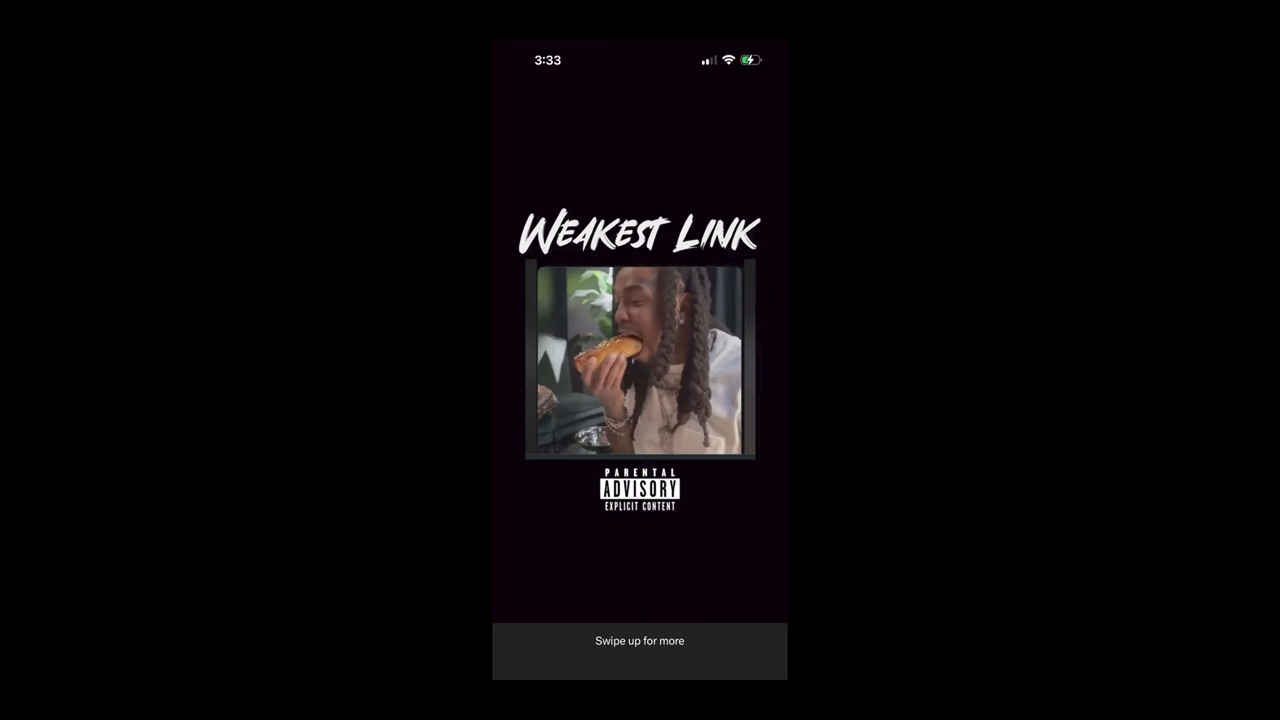 3:33
WEAKEST LINK
PARENTAL
ADVISORY
EXPLICIT CONTENT
Swipe up for more